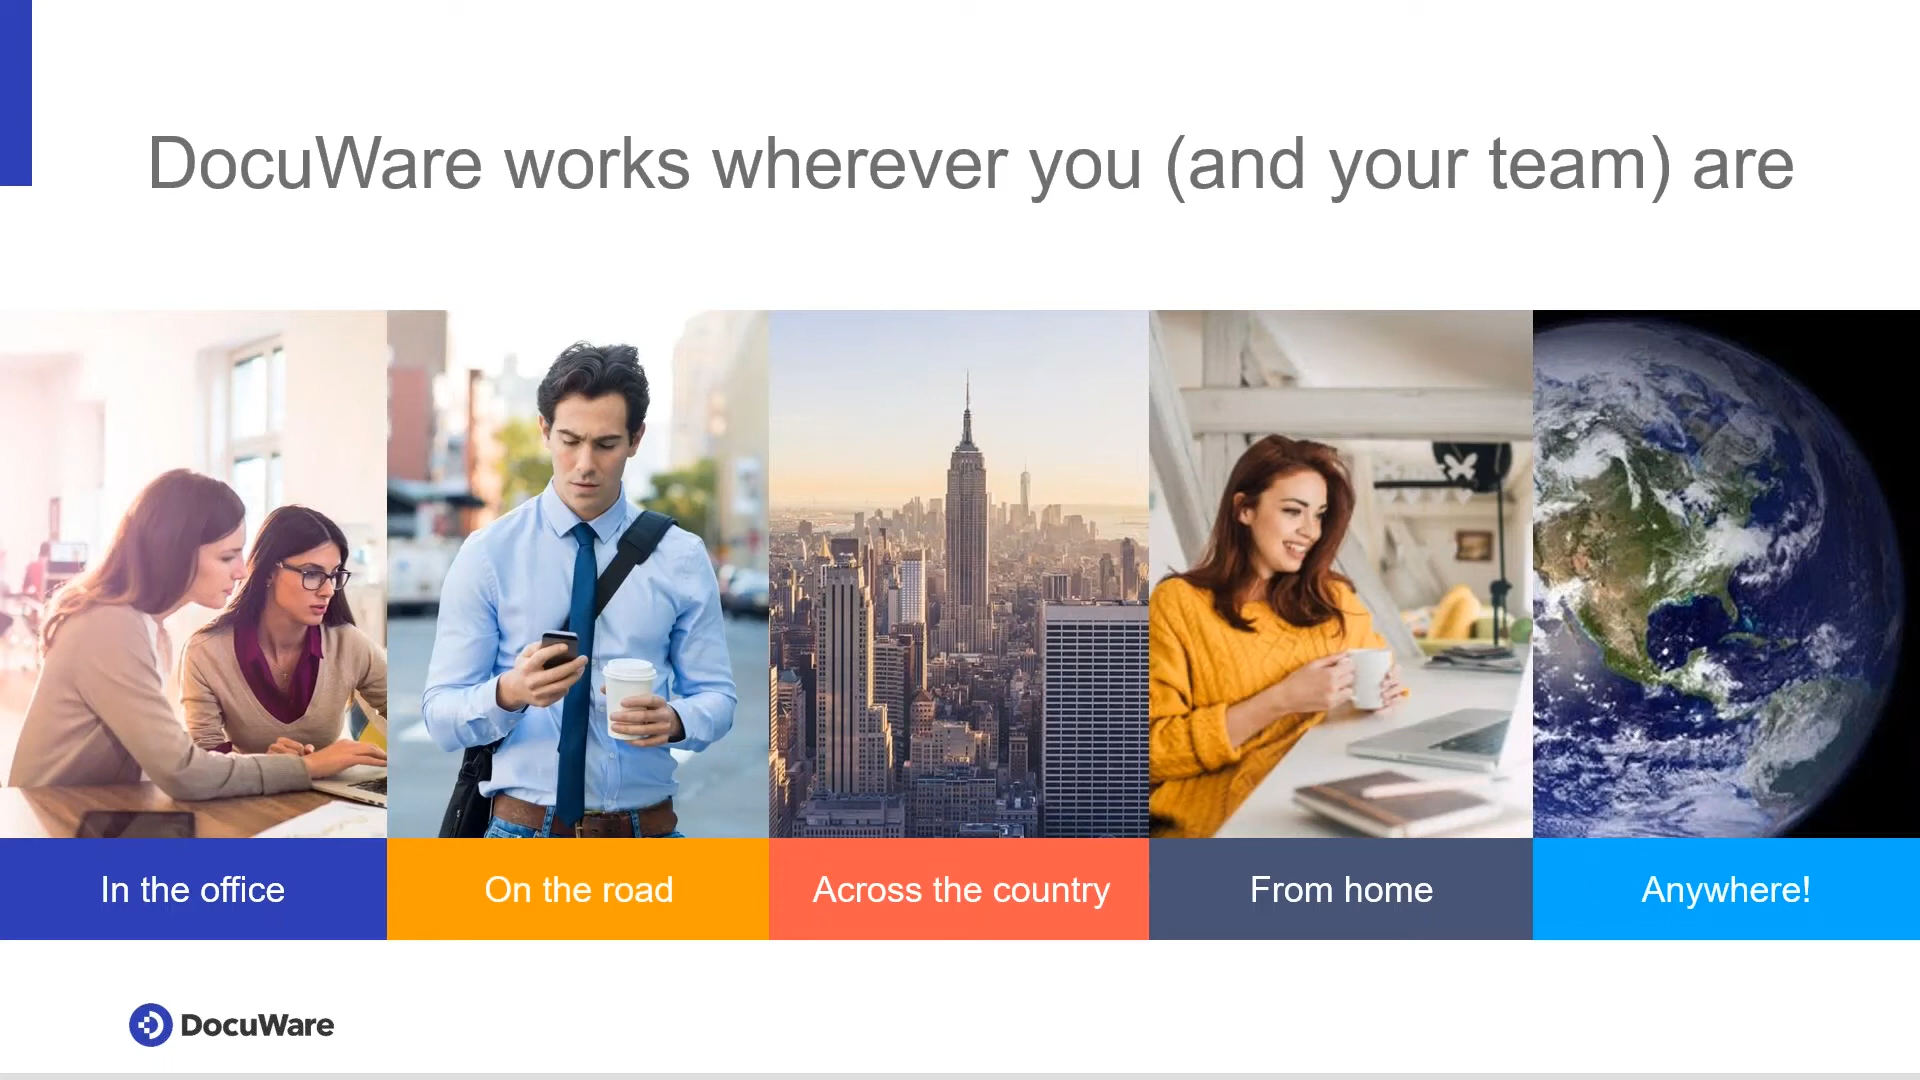 DocuWare works wherever you (and your team) are
In the office
On the road
Across the country
From home
Anywhere!
DocuWare